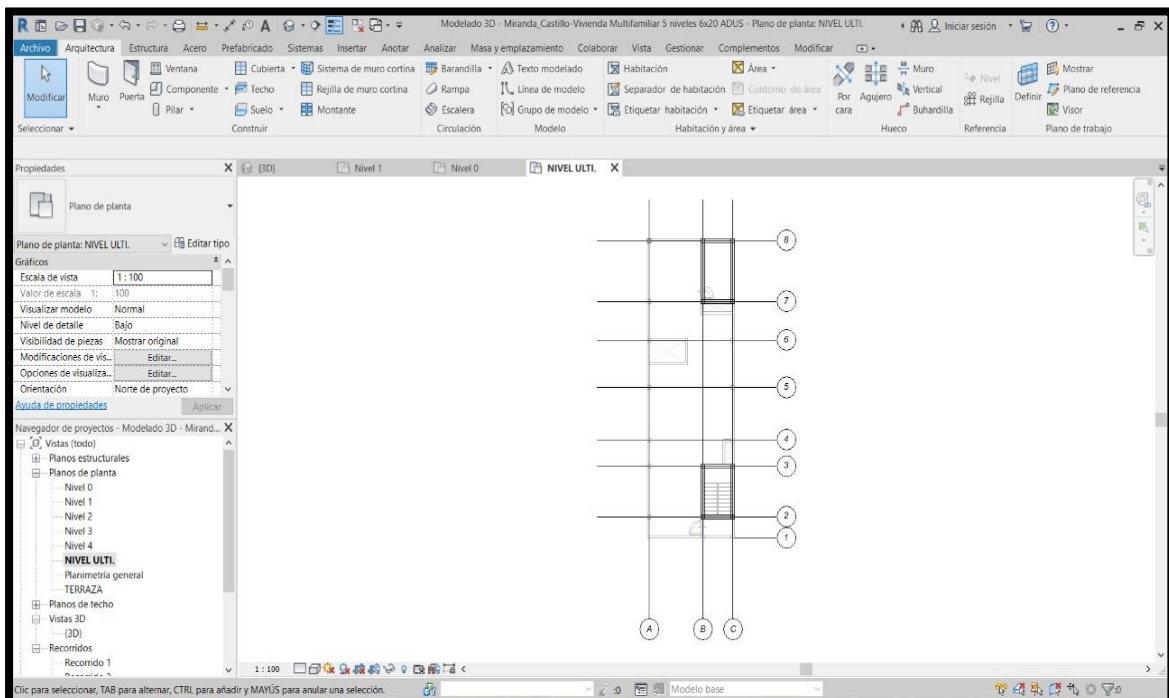 Modelado 3D - Miranda_Castillo-Vivienda Multifamiliar 5 niveles 6x20 ADUS - Plano de planta: NIVEL ULTI.
Iniciar sesión
Archivo Arquitectura Estructura Acero Prefabricado Sistemas Insertar Anotar Analizar Masa y emplazamiento Colaborar Vista Gestionar Complementos Modificar
Modificar
Muro
Puerta
Ventana
Componente
Pilar
Cubierta
Techo
Suelo
Sistema de muro cortina
Rejilla de muro cortina
Montante
Barandilla
Rampa
Escalera
Texto modelado
Línea de modelo
Grupo de modelo
Habitación
Separador de habitación
Etiquetar habitación
Área
Contorno de área
Etiquetar área
Por cara
Agujero
Muro
Vertical
Buhardilla
Nivel
Rejilla
Definir
Mostrar
Plano de referencia
Visor
Seleccionar Construir Circulación Modelo Habitación y área Hueco Referencia Plano de trabajo
Propiedades X
{3D} Nivel 1 Nivel 0 NIVEL ULTI. X
Plano de planta
Plano de planta: NIVEL ULTI. Editar tipo
Gráficos
Escala de vista 1 : 100
Valor de escala 1: 100
Visualizar modelo Normal
Nivel de detalle Bajo
Visibilidad de piezas Mostrar original
Modificaciones de vis... Editar...
Opciones de visualiza... Editar...
Orientación Norte de proyecto
Ayuda de propiedades Aplicar
Navegador de proyectos - Modelado 3D - Mirand... X
Vistas (todo)
Planos estructurales
Planos de planta
Nivel 0
Nivel 1
Nivel 2
Nivel 3
Nivel 4
NIVEL ULTI.
Planimetría general
TERRAZA
Planos de techo
Vistas 3D
{3D}
Recorridos
Recorrido 1
8
7
6
5
4
3
2
1
A B C
1 : 100
Clic para seleccionar, TAB para alternar, CTRL para añadir y MAYÚS para anular una selección.
:0
Modelo base
:0